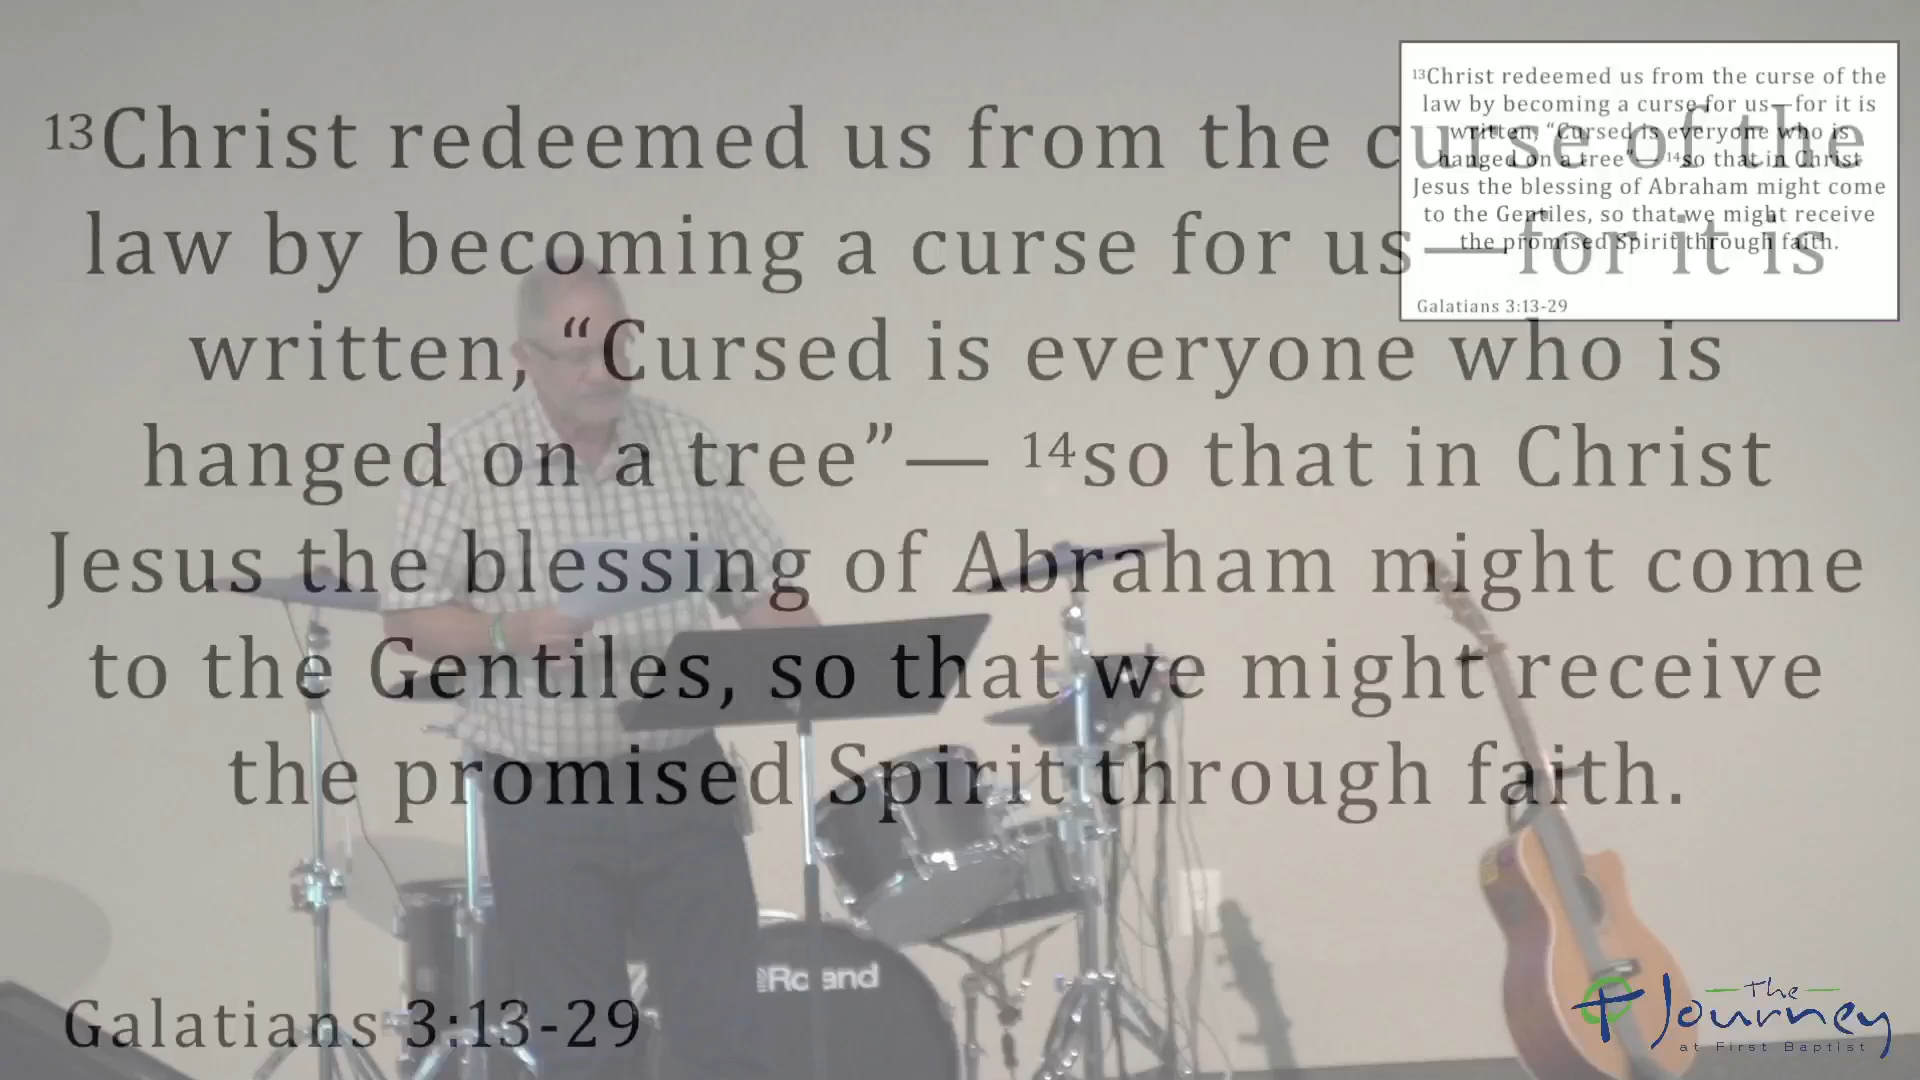 ¹³Christ redeemed us from the curse of the
law by becoming a curse for us—for it is
written, “Cursed is everyone who is
hanged on a tree”— ¹⁴so that in Christ
Jesus the blessing of Abraham might come
to the Gentiles, so that we might receive
the promised Spirit through faith.
Galatians 3:13-29
¹³Christ redeemed us from the curse of the
law by becoming a curse for us—for it is
written, “Cursed is everyone who is
hanged on a tree”— ¹⁴so that in Christ
Jesus the blessing of Abraham might come
to the Gentiles, so that we might receive
the promised Spirit through faith.
Galatians 3:13-29
Roland
The
Journey
at First Baptist